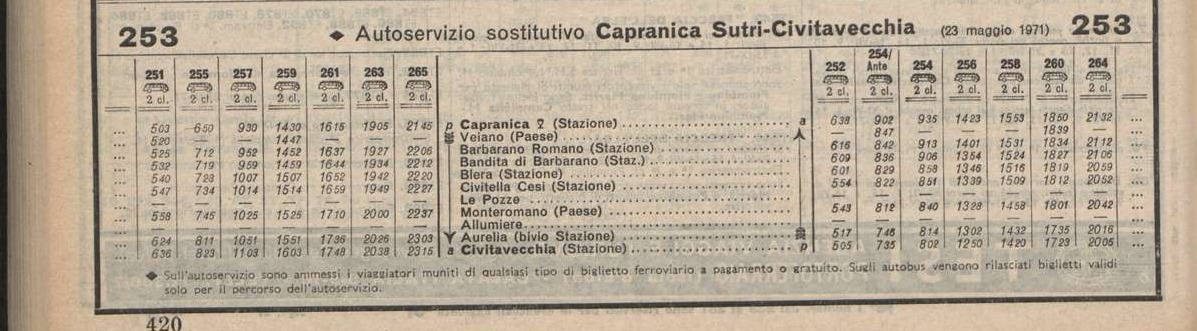 253 ◆ Autoservizio sostitutivo Capranica Sutri-Civitavecchia (23 maggio 1971) 253
251 255 257 259 261 263 265 252 254/Ante 254 256 258 260 264
2 cl. 2 cl. 2 cl. 2 cl. 2 cl. 2 cl. 2 cl. 2 cl. 2 cl. 2 cl. 2 cl. 2 cl. 2 cl. 2 cl.
... 503 650 930 1430 1615 1905 2145 p Capranica (Stazione) ... a 638 902 935 1423 1553 1850 2132 ...
... 520 — — 1447 — — — Veiano (Paese) ... — 847 — — — 1839 — ...
... 525 712 952 1452 1637 1927 2206 Barbarano Romano (Stazione) ... 616 842 913 1401 1531 1834 2112 ...
... 532 719 959 1459 1644 1934 2212 Bandita di Barbarano (Staz.) ... 609 836 906 1354 1524 1827 2106 ...
... 540 728 1007 1507 1652 1942 2220 Blera (Stazione) ... 601 829 858 1346 1516 1819 2059 ...
... 547 734 1014 1514 1659 1949 2227 Civitella Cesi (Stazione) ... 554 822 851 1339 1509 1812 2052 ...
... — — — — — — — Le Pozze ... — — — — — — — ...
... 558 745 1025 1525 1710 2000 2237 Monteromano (Paese) ... 543 812 840 1328 1458 1801 2042 ...
... — — — — — — — Allumiere ... — — — — — — — ...
... 624 811 1051 1551 1736 2026 2303 Aurelia (bivio Stazione) ... 517 746 814 1302 1432 1735 2016 ...
... 636 823 1103 1603 1748 2038 2315 a Civitavecchia (Stazione) ... p 505 735 802 1250 1420 1723 2005 ...
◆ Sull'autoservizio sono ammessi i viaggiatori muniti di qualsiasi tipo di biglietto ferroviario a pagamento o gratuito. Sugli autobus vengono rilasciati biglietti validi
solo per il percorso dell'autoservizio.
420